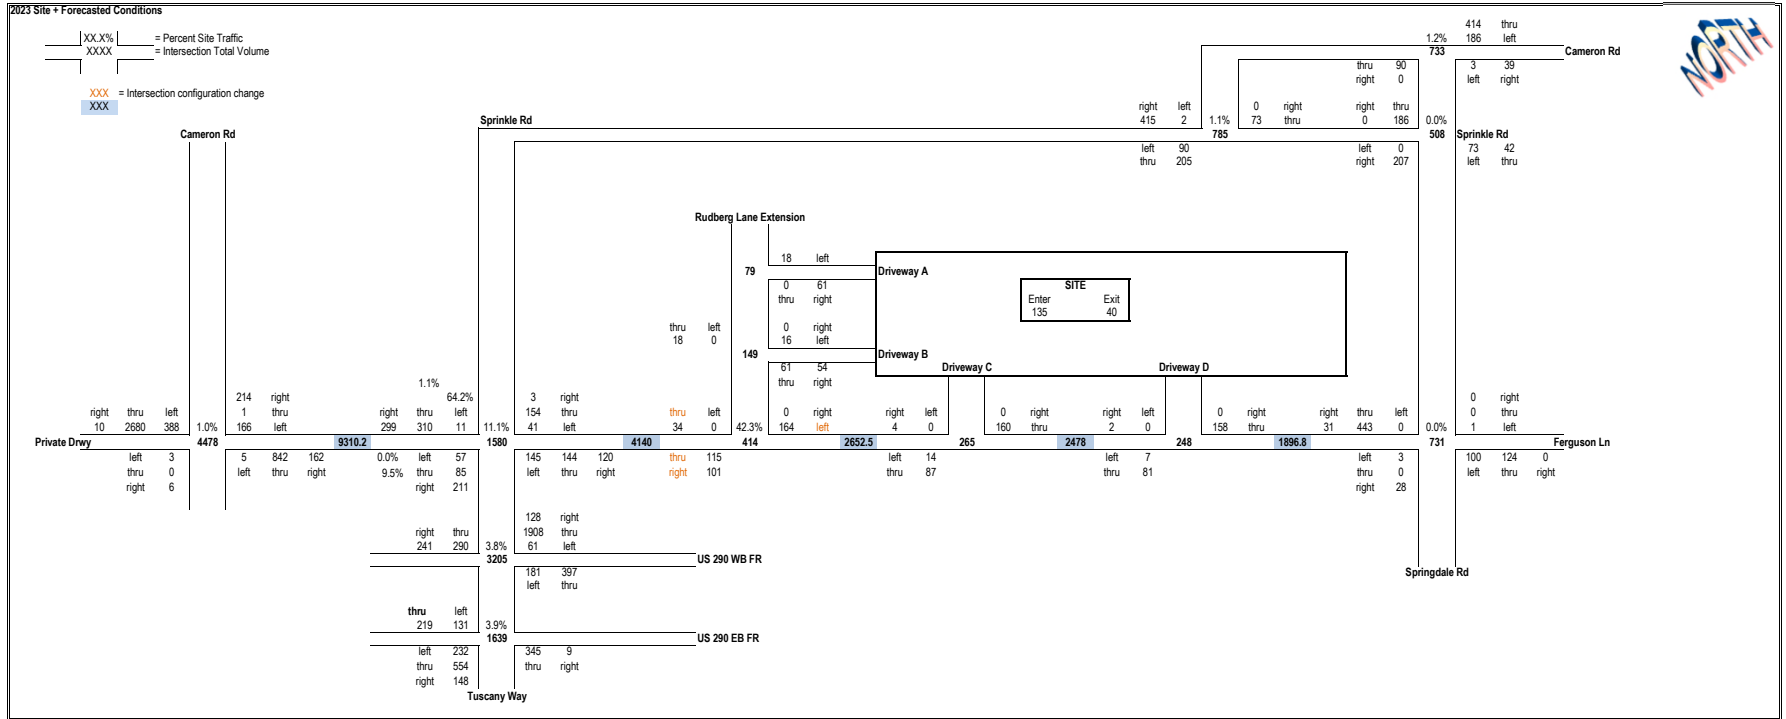 2023 Site + Forecasted Conditions
414 thru
XX.X% = Percent Site Traffic
1.2% 186 left
XXXX = Intersection Total Volume
733 Cameron Rd
thru 90 3 39
right 0 left right
XXX = Intersection configuration change
XXX
right left 0 right right thru
Sprinkle Rd 415 2 1.1% 73 thru 0 186 0.0%
Cameron Rd 785 508 Sprinkle Rd
left 90 left 0 73 42
thru 205 right 207 left thru
Rudberg Lane Extension
18 left
79 Driveway A
0 61 SITE
thru right Enter Exit
135 40
thru left 0 right
18 0 16 left
149 Driveway B
61 54 Driveway C Driveway D
thru right
1.1%
214 right 64.2% 3 right 0 right
right thru left 1 thru right thru left 154 thru thru left 0 right right left 0 right right left 0 right right thru left 0 thru
10 2680 388 1.0% 166 left 299 310 11 11.1% 41 left 34 0 42.3% 164 left 4 0 160 thru 2 0 158 thru 31 443 0 0.0% 1 left
Private Drwy 4478 9310.2 1580 4140 414 2652.5 265 2478 248 1896.8 731 Ferguson Ln
left 3 5 842 162 0.0% left 57 145 144 120 thru 115 left 14 left 7 left 3 100 124 0
thru 0 left thru right 9.5% thru 85 left thru right right 101 thru 87 thru 81 thru 0 left thru right
right 6 right 211 right 28
128 right
right thru 1908 thru
241 290 3.8% 61 left
3205 US 290 WB FR
181 397 Springdale Rd
left thru
thru left
219 131 3.9%
1639 US 290 EB FR
left 232 345 9
thru 554 thru right
right 148
Tuscany Way
NORTH